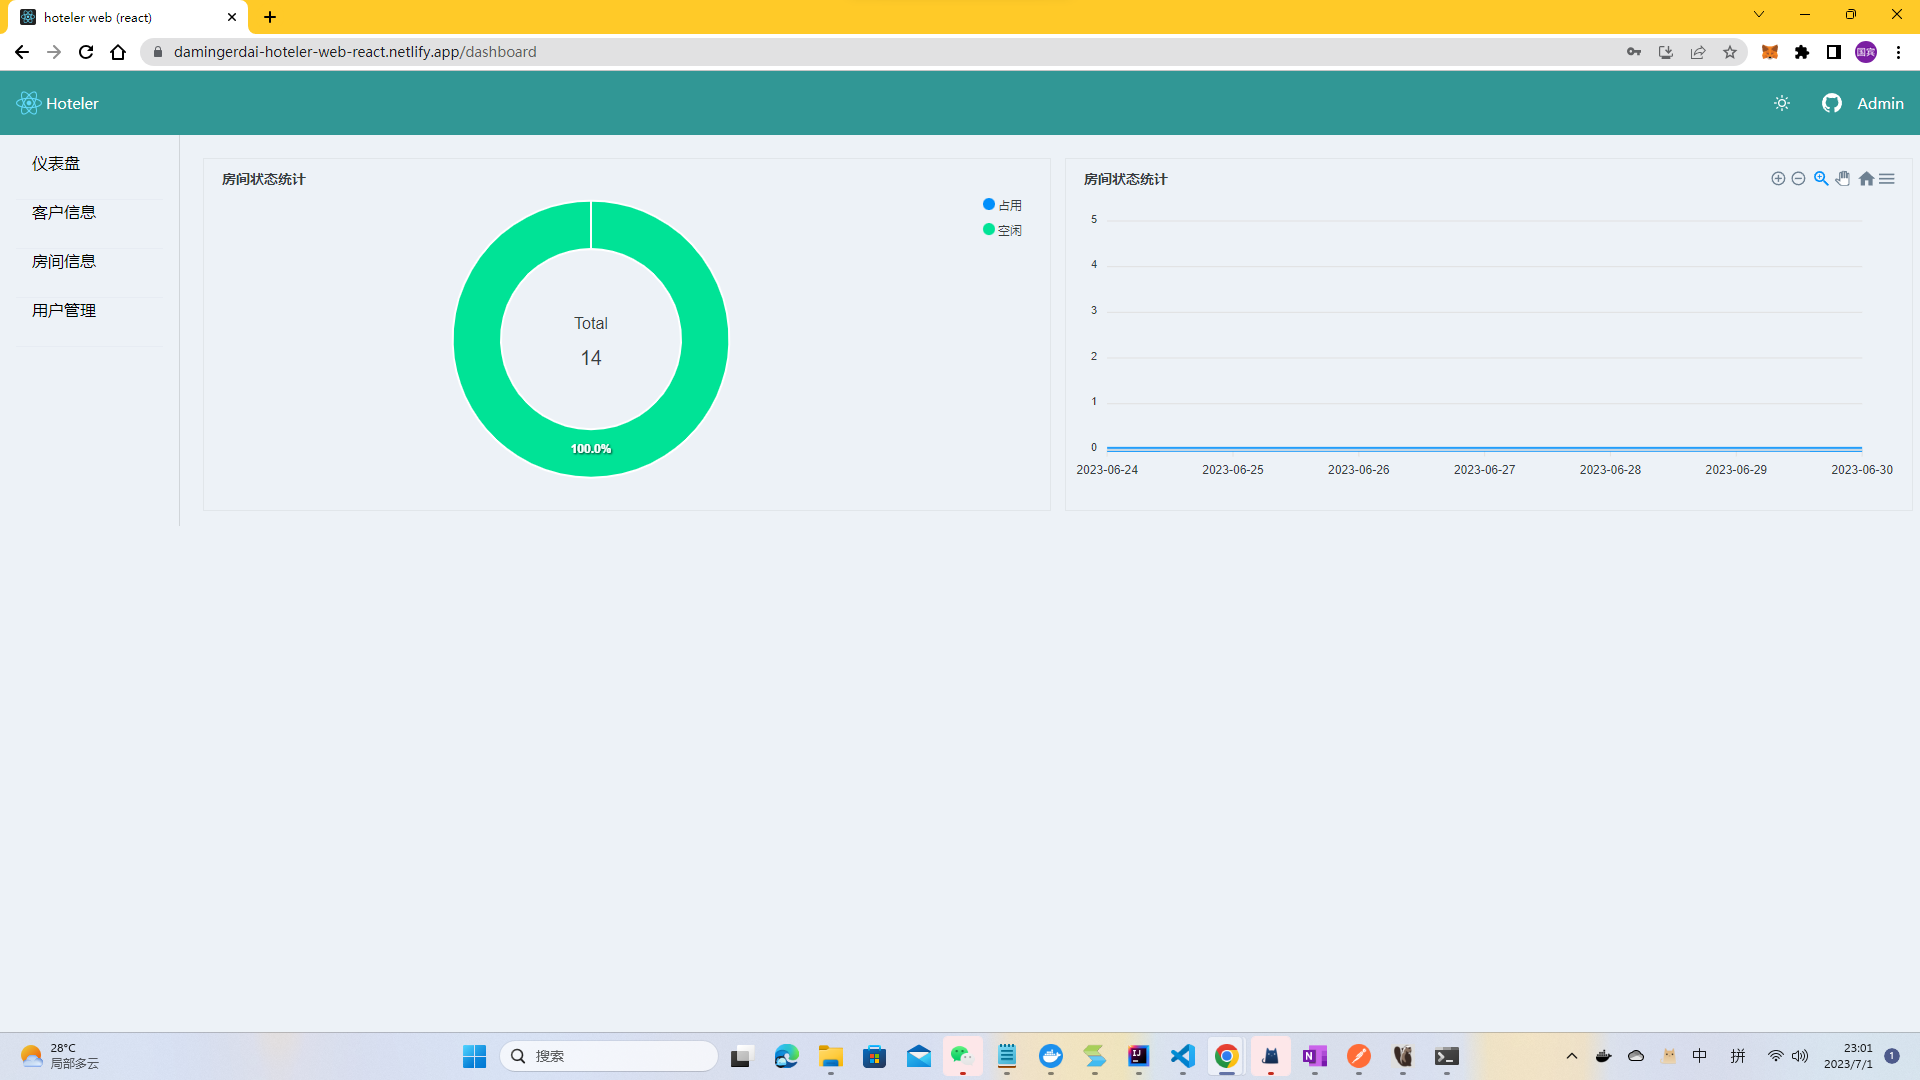 hoteler web (react)
damingerdai-hoteler-web-react.netlify.app/dashboard
国宾
Hoteler
Admin
仪表盘
客户信息
房间信息
用户管理
房间状态统计
占用
空闲
Total
14
100.0%
房间状态统计
5
4
3
2
1
0
2023-06-24
2023-06-25
2023-06-26
2023-06-27
2023-06-28
2023-06-29
2023-06-30
28°C
局部多云
搜索
中
拼
23:01
2023/7/1
1